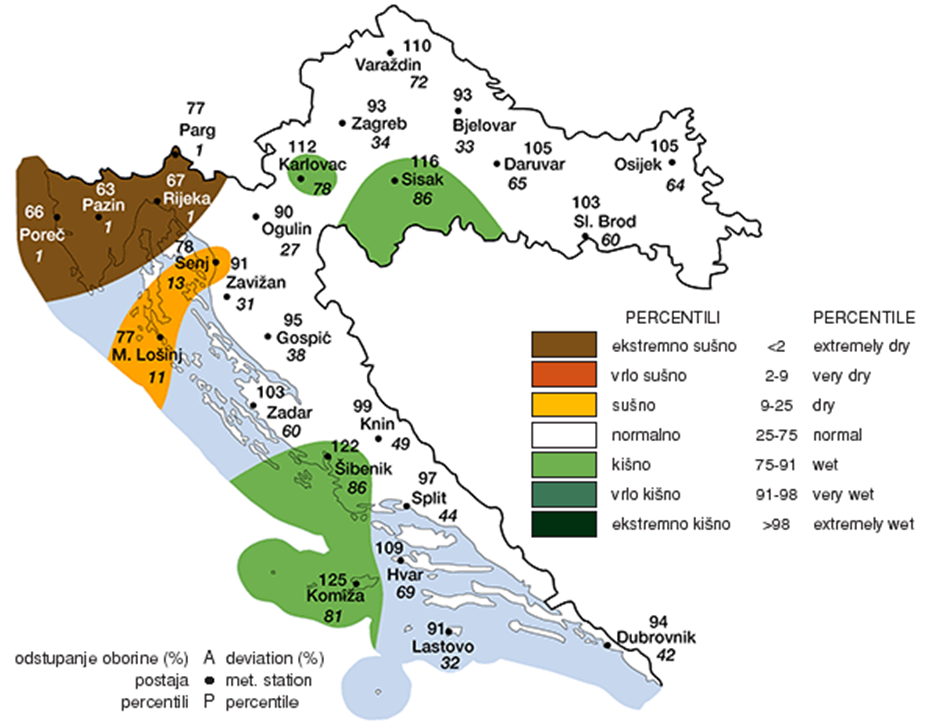 110
Varaždin
72
93
Zagreb
34
93
Bjelovar
33
77
Parg
1
112
Karlovac
78
116
Sisak
86
105
Daruvar
65
105
Osijek
64
103
Sl. Brod
60
66
Poreč
1
63
Pazin
1
67
Rijeka
1
90
Ogulin
27
78
Senj
13
91
Zavižan
31
77
M. Lošinj
11
95
Gospić
38
103
Zadar
60
99
Knin
49
122
Šibenik
86
97
Split
44
109
Hvar
69
125
Komiža
81
91
Lastovo
32
94
Dubrovnik
42
PERCENTILI PERCENTILE
ekstremno sušno <2 extremely dry
vrlo sušno 2-9 very dry
sušno 9-25 dry
normalno 25-75 normal
kišno 75-91 wet
vrlo kišno 91-98 very wet
ekstremno kišno >98 extremely wet
odstupanje oborine (%) A deviation (%)
postaja met. station
percentili P percentile